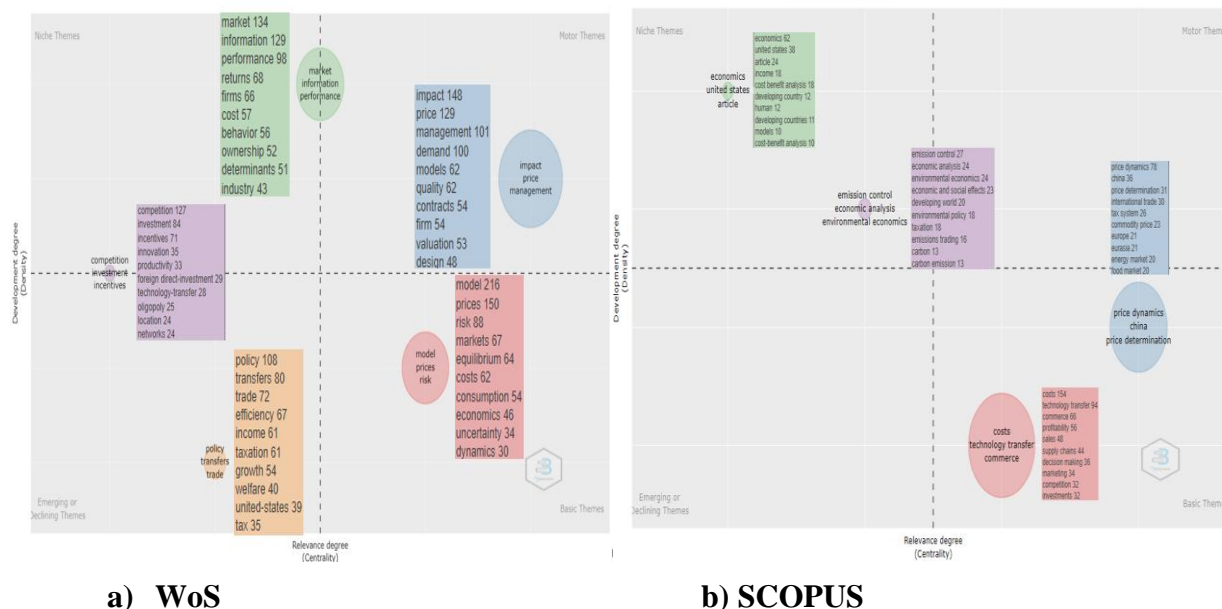 Niche Themes
Motor Themes
market 134
information 129
performance 98
returns 68
firms 66
cost 57
behavior 56
ownership 52
determinants 51
industry 43
market
information
performance
impact 148
price 129
management 101
demand 100
models 62
quality 62
contracts 54
firm 54
valuation 53
design 48
impact
price
management
competition
investment
incentives
competition 127
investment 84
incentives 71
innovation 35
productivity 33
foreign direct-investment 29
technology-transfer 28
oligopoly 25
location 24
networks 24
model
prices
risk
model 216
prices 150
risk 88
markets 67
equilibrium 64
costs 62
consumption 54
economics 46
uncertainty 34
dynamics 30
policy
transfers
trade
policy 108
transfers 80
trade 72
efficiency 67
income 61
taxation 61
growth 54
welfare 40
united-states 39
tax 35
Emerging or
Declining Themes
Basic Themes
Development degree
(Density)
Relevance degree
(Centrality)
a) WoS
Niche Themes
Motor Themes
economics
united states
article
economics 62
united states 38
article 24
income 18
cost benefit analysis 18
developing country 12
human 12
developing countries 11
models 10
cost-benefit analysis 10
emission control
economic analysis
environmental economics
emission control 27
economic analysis 24
environmental economics 24
economic and social effects 23
developing world 20
environmental policy 18
taxation 18
emissions trading 16
carbon 13
carbon emission 13
price dynamics 78
china 36
price determination 31
international trade 30
tax system 26
commodity price 23
europe 21
eurasia 21
energy market 20
food market 20
price dynamics
china
price determination
costs
technology transfer
commerce
costs 154
technology transfer 94
commerce 66
profitability 56
sales 48
supply chains 44
decision making 36
marketing 34
competition 32
investments 32
Emerging or
Declining Themes
Basic Themes
Development degree
(Density)
Relevance degree
(Centrality)
b) SCOPUS